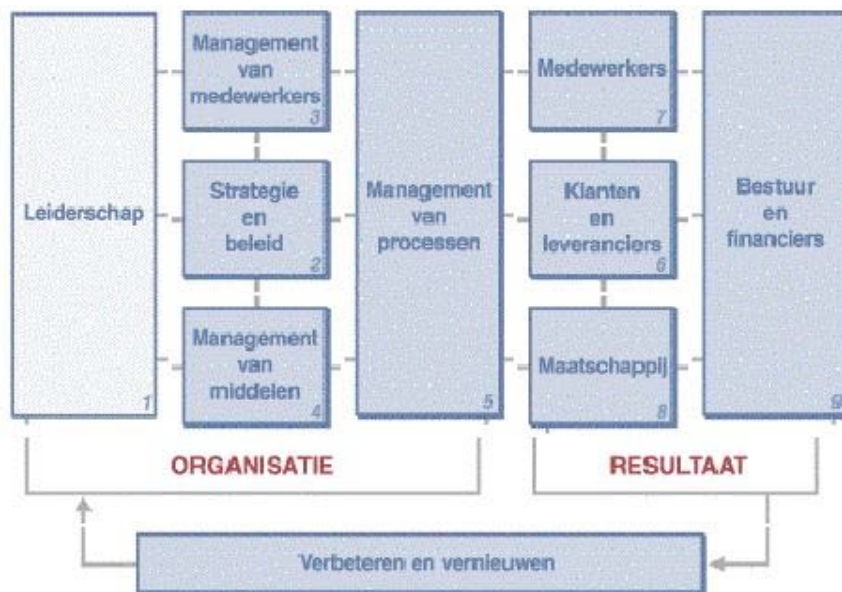 Leiderschap
1
Management
van
medewerkers
3
Strategie
en
beleid
2
Management
van
middelen
4
Management
van
processen
5
Medewerkers
7
Klanten
en
leveranciers
6
Maatschappij
8
Bestuur
en
financiers
9
ORGANISATIE
RESULTAAT
Verbeteren en vernieuwen